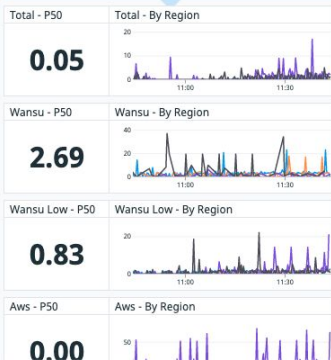 Total - P50
Total - By Region
0.05
20
10
0
11:00
11:30
Wansu - P50
Wansu - By Region
2.69
40
20
0
11:00
11:30
Wansu Low - P50
Wansu Low - By Region
0.83
20
0
11:00
11:30
Aws - P50
Aws - By Region
0.00
50